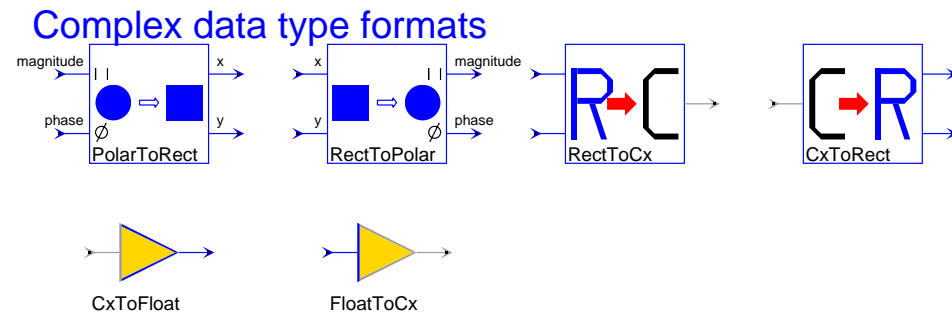 Complex data type formats
magnitude x x magnitude
| | | |
R C C R
phase y y phase
Ø Ø
PolarToRect RectToPolar RectToCx CxToRect
CxToFloat FloatToCx